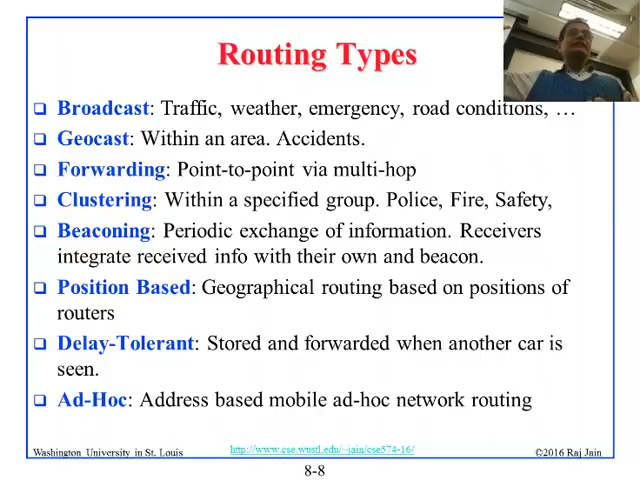 Routing Types
Broadcast: Traffic, weather, emergency, road conditions, …
Geocast: Within an area. Accidents.
Forwarding: Point-to-point via multi-hop
Clustering: Within a specified group. Police, Fire, Safety,
Beaconing: Periodic exchange of information. Receivers
integrate received info with their own and beacon.
Position Based: Geographical routing based on positions of
routers
Delay-Tolerant: Stored and forwarded when another car is
seen.
Ad-Hoc: Address based mobile ad-hoc network routing
Washington University in St. Louis
http://www.cse.wustl.edu/~jain/cse574-16/
©2016 Raj Jain
8-8